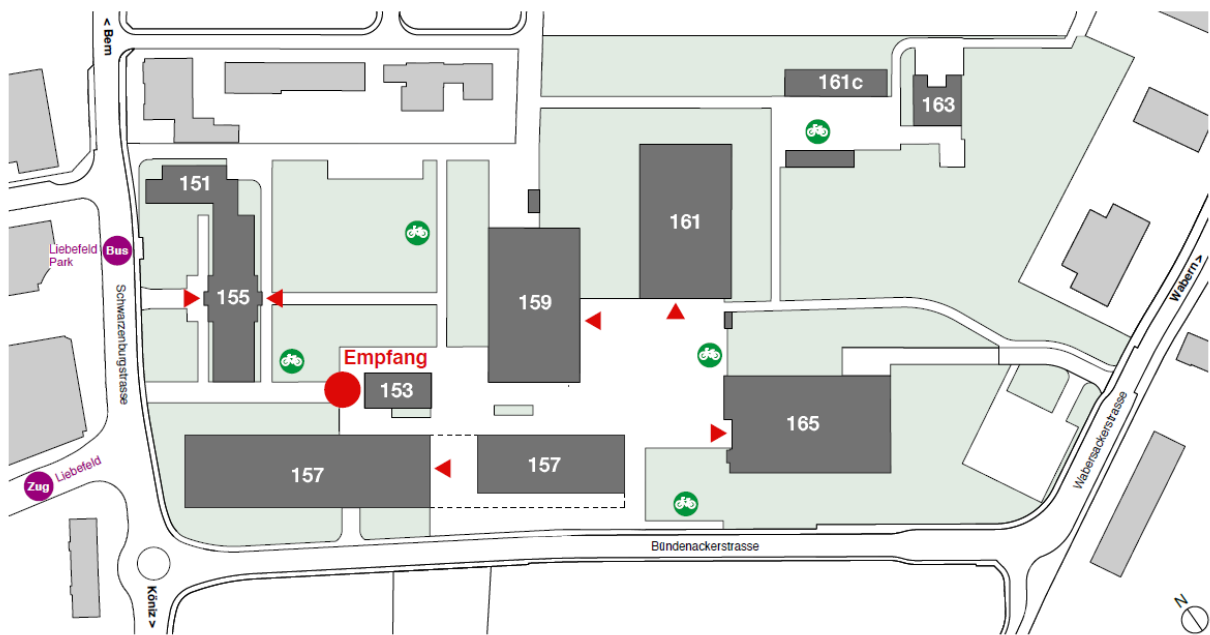 < Bern
161c
163
151
161
Liebefeld
Park
Bus
Wabern >
155
159
Schwarzenburgstrasse
Empfang
153
165
157
157
Liebefeld
Zug
Wabersackerstrasse
Bündenackerstrasse
Köniz >
N